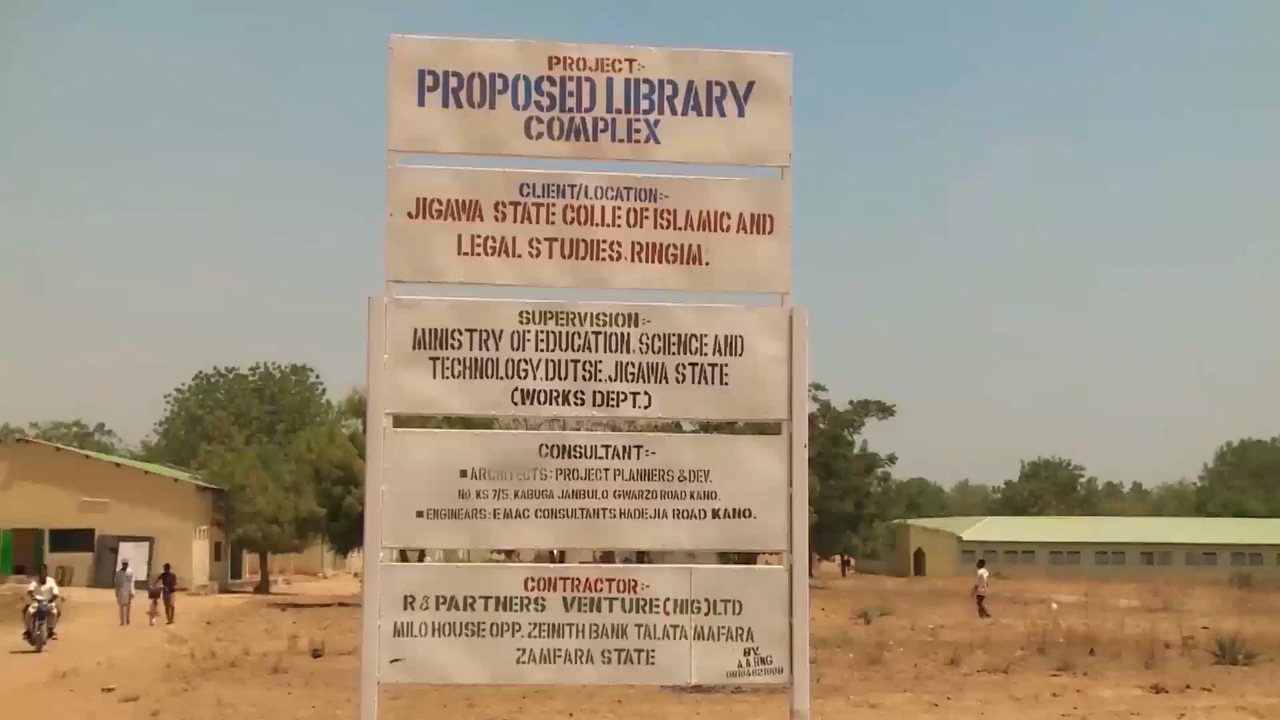 PROJECT:-
PROPOSED LIBRARY
COMPLEX
CLIENT/LOCATION:-
JIGAWA STATE COLLE OF ISLAMIC AND
LEGAL STUDIES. RINGIM.
SUPERVISION:-
MINISTRY OF EDUCATION, SCIENCE AND
TECHNOLOGY, DUTSE, JIGAWA STATE
(WORKS DEPT.)
CONSULTANT:-
■ ARCHITECTS: PROJECT PLANNERS & DEV.
No. KS 7/5. KABUGA JANBULO GWARZO ROAD KANO.
■ ENGINEARS: EMAC CONSULTANTS HADEJIA ROAD KANO.
CONTRACTOR:-
R & PARTNERS VENTURE (NIG) LTD
MILO HOUSE OPP. ZEINITH BANK TALATA MAFARA
ZAMFARA STATE
BY.
A.A. RNG